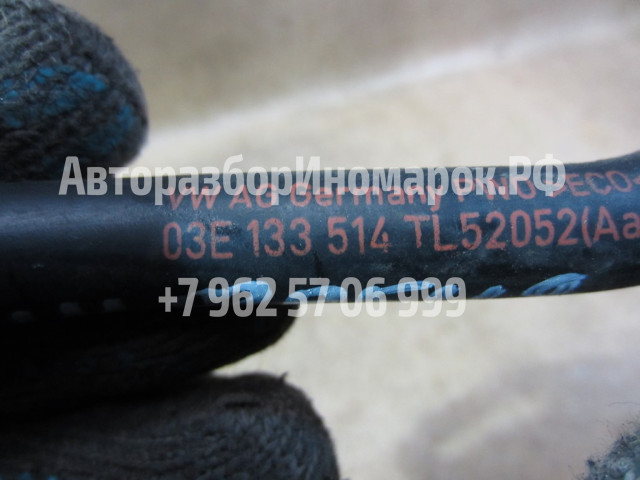 АвторазборИномарок.РФ
VW AG Germany
03E 133 514 TL52052(Aa
+7 962 57 06 999